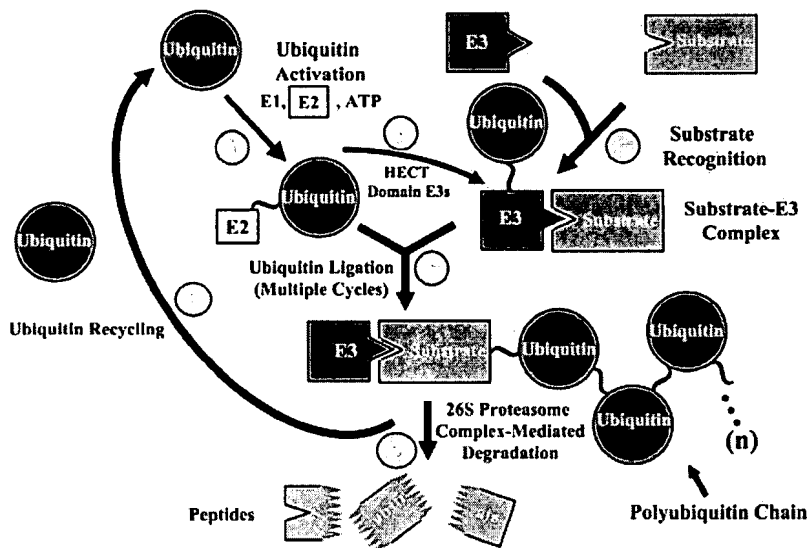 Ubiquitin
Ubiquitin
Activation
E1, E2 , ATP
E3
Substrate
Ubiquitin
Substrate
Recognition
HECT
Domain E3s
Ubiquitin
E2
E3
Substrate
Substrate-E3
Complex
Ubiquitin
Ubiquitin Ligation
(Multiple Cycles)
Ubiquitin Recycling
E3
Substrate
Ubiquitin
Ubiquitin
Ubiquitin
(n)
26S Proteasome
Complex-Mediated
Degradation
Peptides
Polyubiquitin Chain